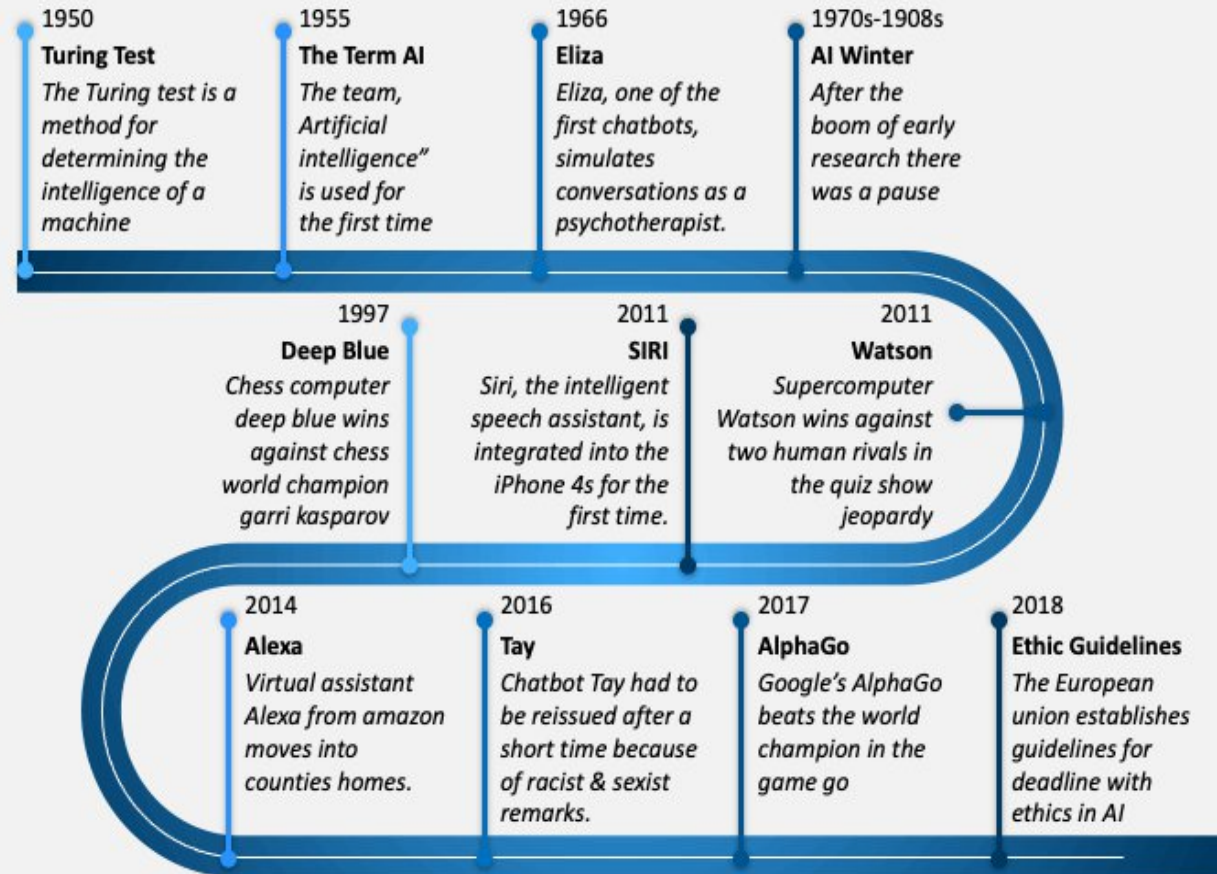 1950
Turing Test
The Turing test is a
method for
determining the
intelligence of a
machine
1955
The Term AI
The team,
Artificial
intelligence”
is used for
the first time
1966
Eliza
Eliza, one of the
first chatbots,
simulates
conversations as a
psychotherapist.
1970s-1908s
AI Winter
After the
boom of early
research there
was a pause
1997
Deep Blue
Chess computer
deep blue wins
against chess
world champion
garri kasparov
2011
SIRI
Siri, the intelligent
speech assistant, is
integrated into the
iPhone 4s for the
first time.
2011
Watson
Supercomputer
Watson wins against
two human rivals in
the quiz show
jeopardy
2014
Alexa
Virtual assistant
Alexa from amazon
moves into
counties homes.
2016
Tay
Chatbot Tay had to
be reissued after a
short time because
of racist & sexist
remarks.
2017
AlphaGo
Google’s AlphaGo
beats the world
champion in the
game go
2018
Ethic Guidelines
The European
union establishes
guidelines for
deadline with
ethics in AI